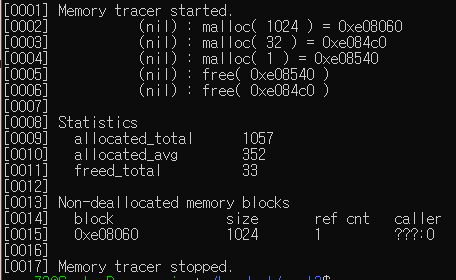 [0001] Memory tracer started.
[0002]           (nil) : malloc( 1024 ) = 0xe08060
[0003]           (nil) : malloc( 32 ) = 0xe084c0
[0004]           (nil) : malloc( 1 ) = 0xe08540
[0005]           (nil) : free( 0xe08540 )
[0006]           (nil) : free( 0xe084c0 )
[0007]
[0008] Statistics
[0009]   allocated_total      1057
[0010]   allocated_avg        352
[0011]   freed_total          33
[0012]
[0013] Non-deallocated memory blocks
[0014]   block              size       ref cnt    caller
[0015]   0xe08060           1024       1          ???:0
[0016]
[0017] Memory tracer stopped.